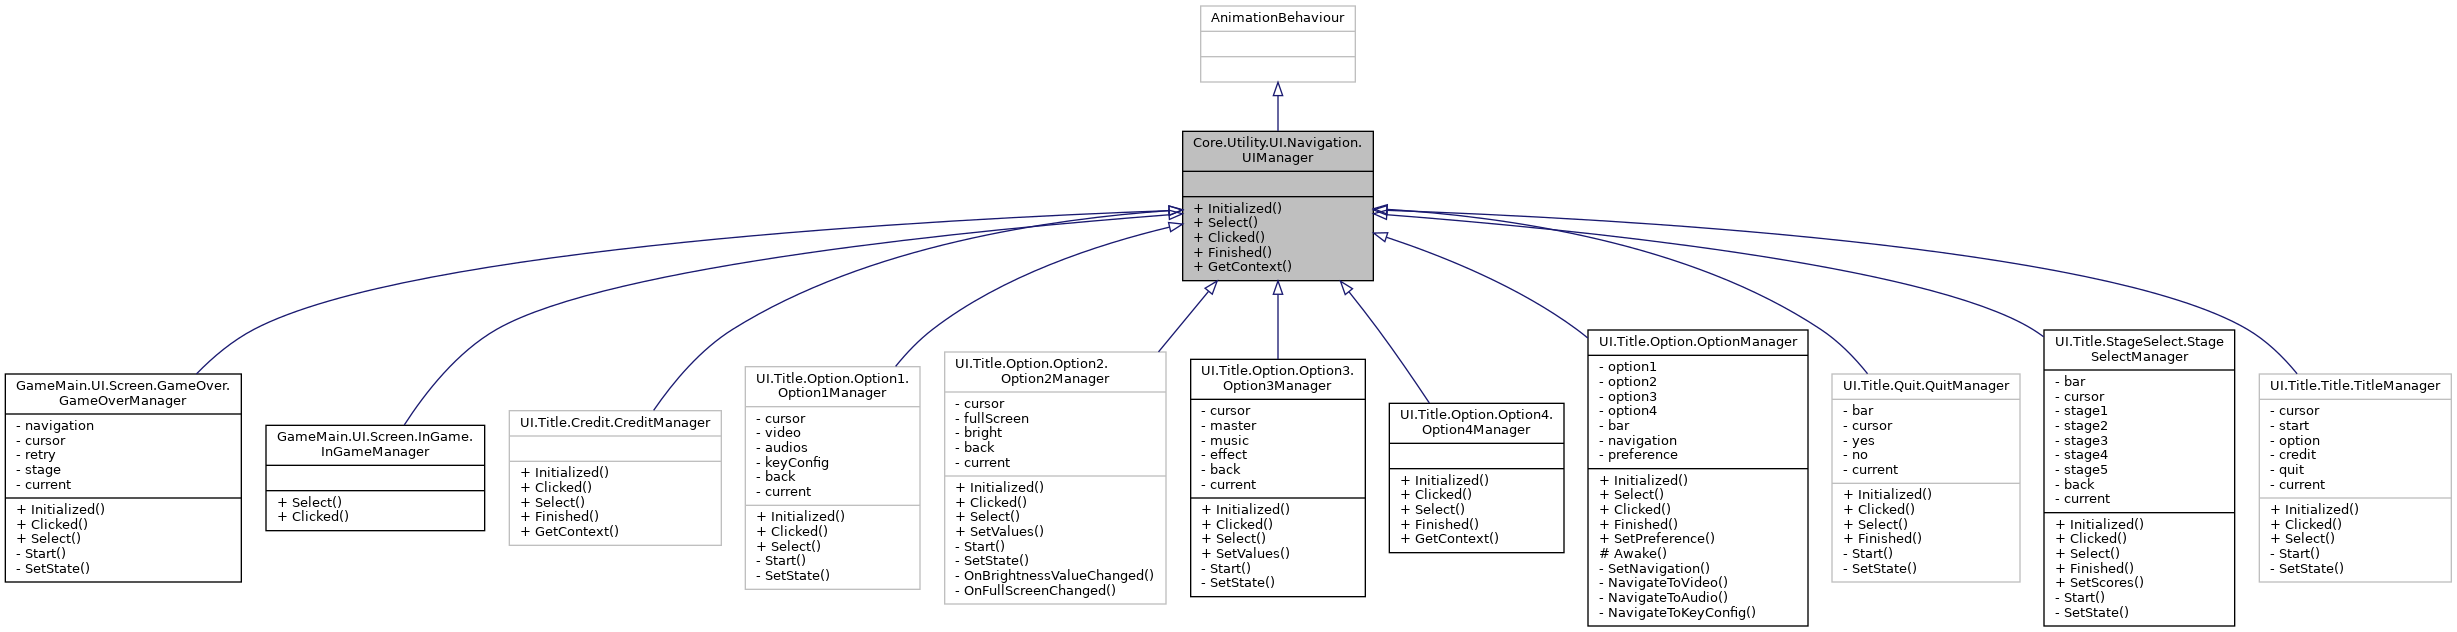 AnimationBehaviour
Core.Utility.UI.Navigation.
UIManager
+ Initialized()
+ Select()
+ Clicked()
+ Finished()
+ GetContext()
GameMain.UI.Screen.GameOver.
GameOverManager
- navigation
- cursor
- retry
- stage
- current
+ Initialized()
+ Clicked()
+ Select()
- Start()
- SetState()
GameMain.UI.Screen.InGame.
InGameManager
+ Select()
+ Clicked()
UI.Title.Credit.CreditManager
+ Initialized()
+ Clicked()
+ Select()
+ Finished()
+ GetContext()
UI.Title.Option.Option1.
Option1Manager
- cursor
- video
- audios
- keyConfig
- back
- current
+ Initialized()
+ Clicked()
+ Select()
- Start()
- SetState()
UI.Title.Option.Option2.
Option2Manager
- cursor
- fullScreen
- bright
- back
- current
+ Initialized()
+ Clicked()
+ Select()
+ SetValues()
- Start()
- SetState()
- OnBrightnessValueChanged()
- OnFullScreenChanged()
UI.Title.Option.Option3.
Option3Manager
- cursor
- master
- music
- effect
- back
- current
+ Initialized()
+ Clicked()
+ Select()
+ SetValues()
- Start()
- SetState()
UI.Title.Option.Option4.
Option4Manager
+ Initialized()
+ Clicked()
+ Select()
+ Finished()
+ GetContext()
UI.Title.Option.OptionManager
- option1
- option2
- option3
- option4
- bar
- navigation
- preference
+ Initialized()
+ Select()
+ Clicked()
+ Finished()
+ SetPreference()
# Awake()
- SetNavigation()
- NavigateToVideo()
- NavigateToAudio()
- NavigateToKeyConfig()
UI.Title.Quit.QuitManager
- bar
- cursor
- yes
- no
- current
+ Initialized()
+ Clicked()
+ Select()
+ Finished()
- Start()
- SetState()
UI.Title.StageSelect.Stage
SelectManager
- bar
- cursor
- stage1
- stage2
- stage3
- stage4
- stage5
- back
- current
+ Initialized()
+ Clicked()
+ Select()
+ Finished()
+ SetScores()
- Start()
- SetState()
UI.Title.Title.TitleManager
- cursor
- start
- option
- credit
- quit
- current
+ Initialized()
+ Clicked()
+ Select()
- Start()
- SetState()